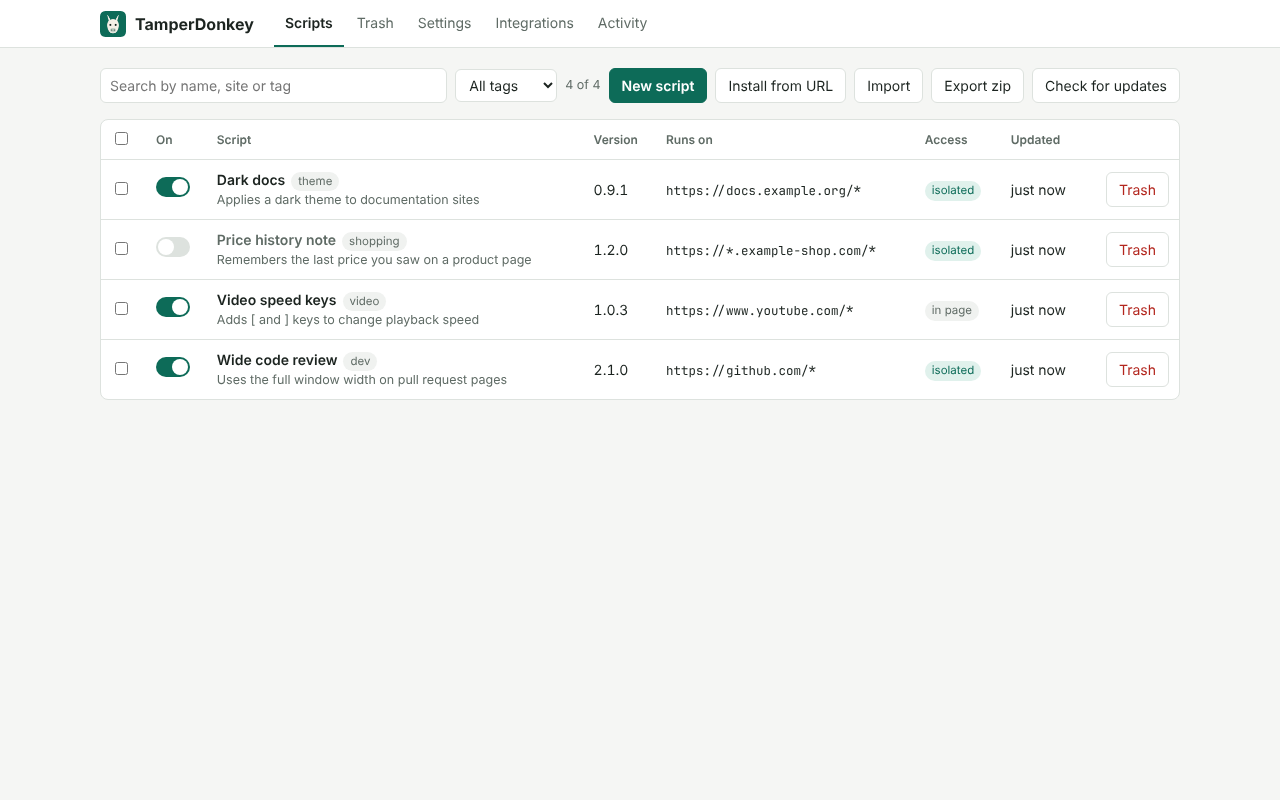 TamperDonkey Scripts Trash Settings Integrations Activity
Search by name, site or tag All tags 4 of 4 New script Install from URL Import Export zip Check for updates
On Script Version Runs on Access Updated
Dark docs theme
Applies a dark theme to documentation sites
0.9.1 https://docs.example.org/* isolated just now Trash
Price history note shopping
Remembers the last price you saw on a product page
1.2.0 https://*.example-shop.com/* isolated just now Trash
Video speed keys video
Adds [ and ] keys to change playback speed
1.0.3 https://www.youtube.com/* in page just now Trash
Wide code review dev
Uses the full window width on pull request pages
2.1.0 https://github.com/* isolated just now Trash